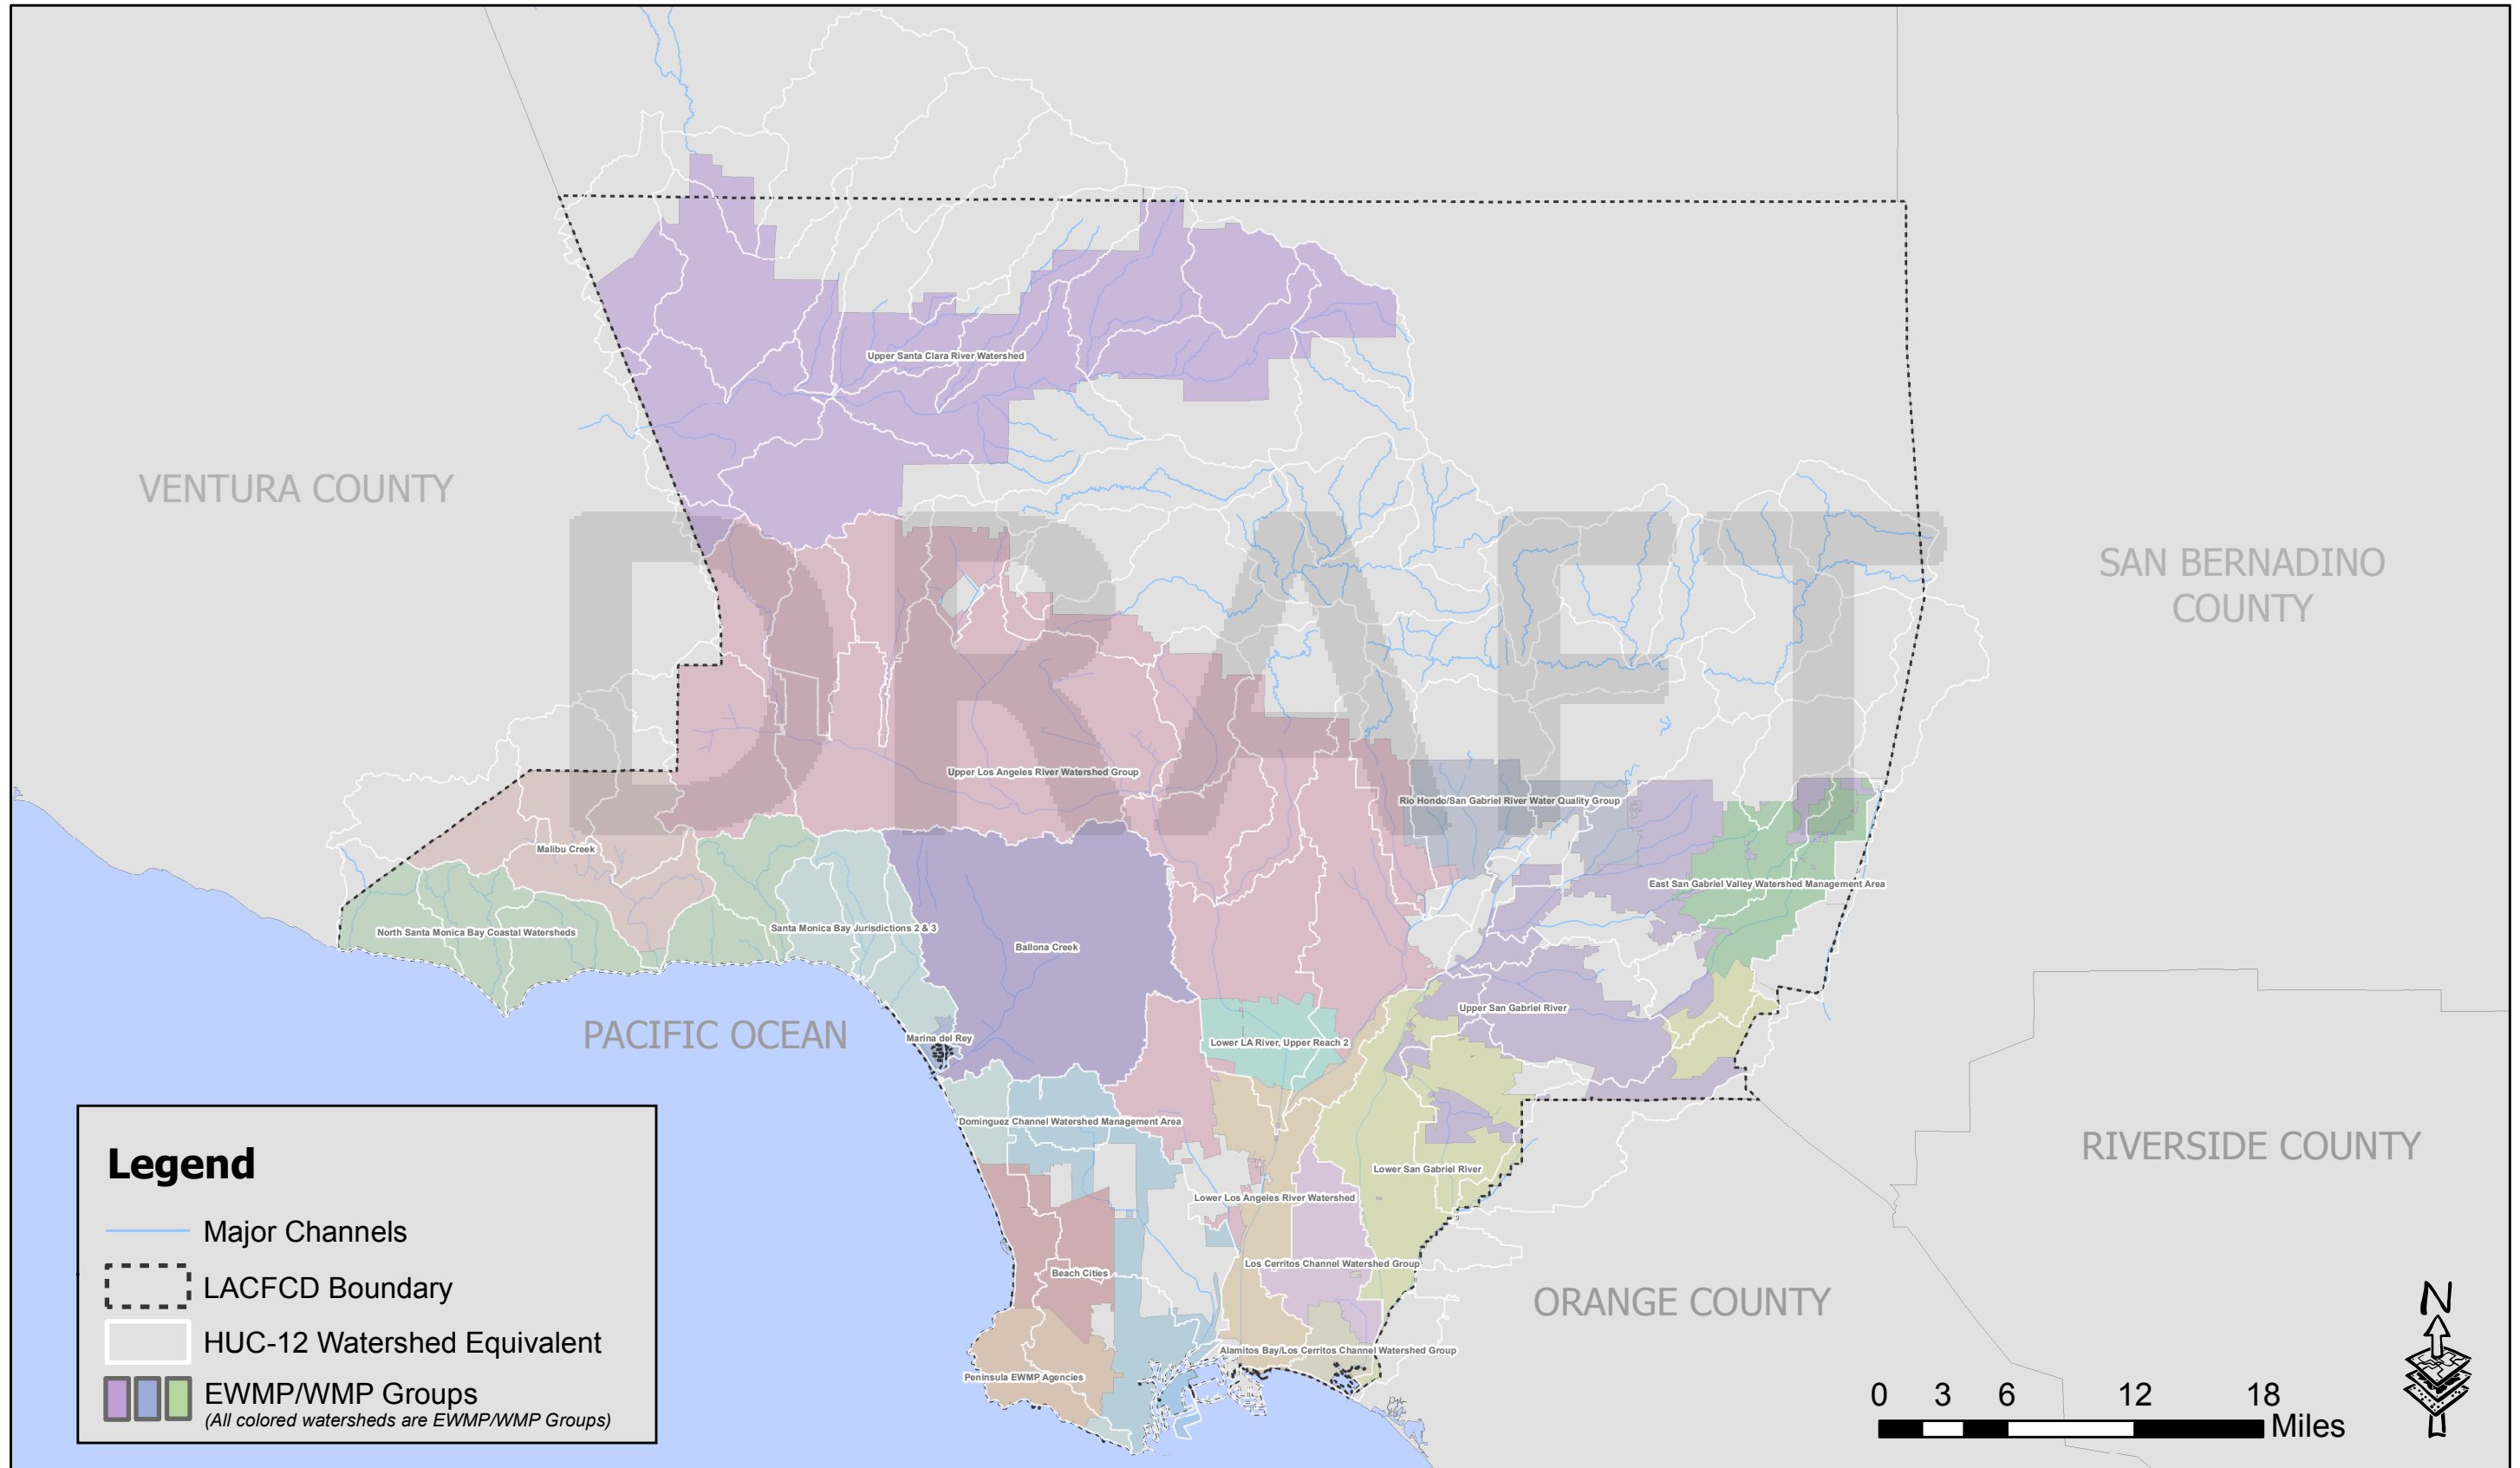 Upper Santa Clara River Watershed
VENTURA COUNTY
DRAFT
SAN BERNADINO
COUNTY
Upper Los Angeles River Watershed Group
Rio Hondo/San Gabriel River Water Quality Group
Malibu Creek
East San Gabriel Valley Watershed Management Area
North Santa Monica Bay Coastal Watersheds
Santa Monica Bay Jurisdictions 2 & 3
Ballona Creek
Upper San Gabriel River
PACIFIC OCEAN
Marina del Rey
Lower LA River, Upper Reach 2
Dominguez Channel Watershed Management Area
RIVERSIDE COUNTY
Lower San Gabriel River
Lower Los Angeles River Watershed
Los Cerritos Channel Watershed Group
Beach Cities
ORANGE COUNTY
Alamitos Bay/Los Cerritos Channel Watershed Group
Peninsula EWMP Agencies
Legend
Major Channels
LACFCD Boundary
HUC-12 Watershed Equivalent
EWMP/WMP Groups
(All colored watersheds are EWMP/WMP Groups)
N
0 3 6 12 18
Miles